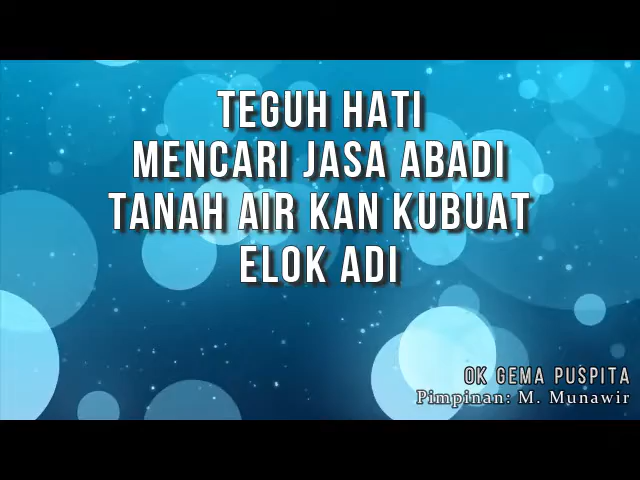 TEGUH HATI
MENCARI JASA ABADI
TANAH AIR KAN KUBUAT
ELOK ADI
OK GEMA PUSPITA
Pimpinan: M. Munawir